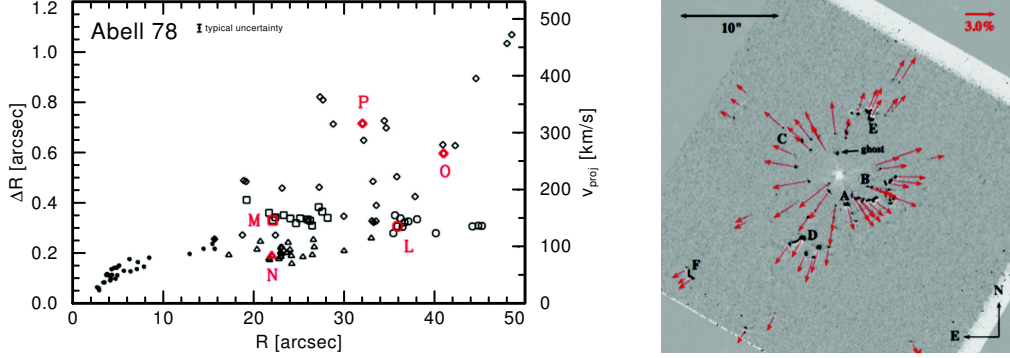 Abell 78
typical uncertainty
1.2
1.0
0.8
0.6
0.4
0.2
0.0
ΔR [arcsec]
0
10
20
30
40
50
R [arcsec]
500
400
300
200
100
0
v_proj [km/s]
P
O
M
L
N
10"
3.0%
E
C
ghost
B
A
D
F
N
E